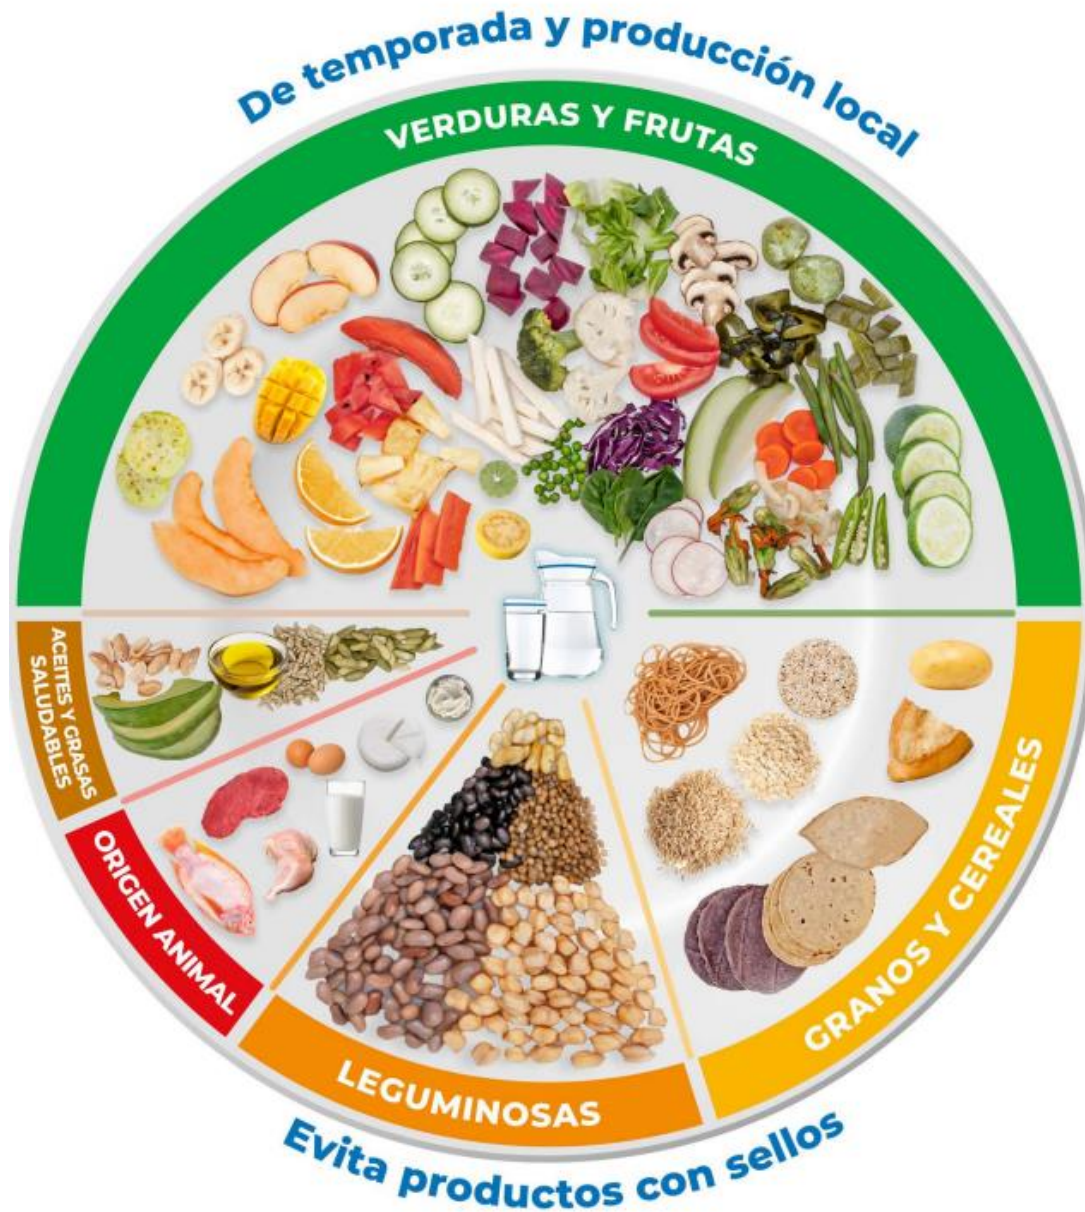 De temporada y producción local
VERDURAS Y FRUTAS
ACEITES Y GRASAS
SALUDABLES
ORIGEN ANIMAL
LEGUMINOSAS
GRANOS Y CEREALES
Evita productos con sellos